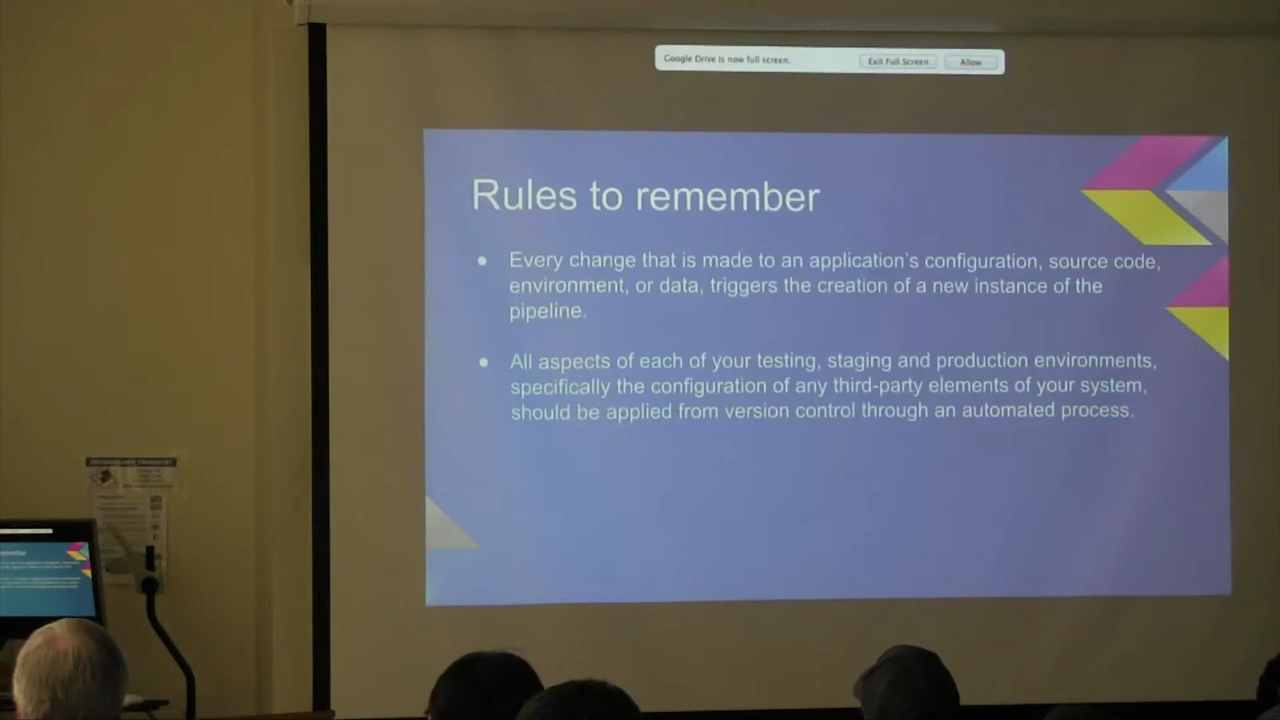 Google Drive is now full screen. Exit Full Screen Allow
Rules to remember
● Every change that is made to an application's configuration, source code,
environment, or data, triggers the creation of a new instance of the
pipeline.
● All aspects of each of your testing, staging and production environments,
specifically the configuration of any third-party elements of your system,
should be applied from version control through an automated process.